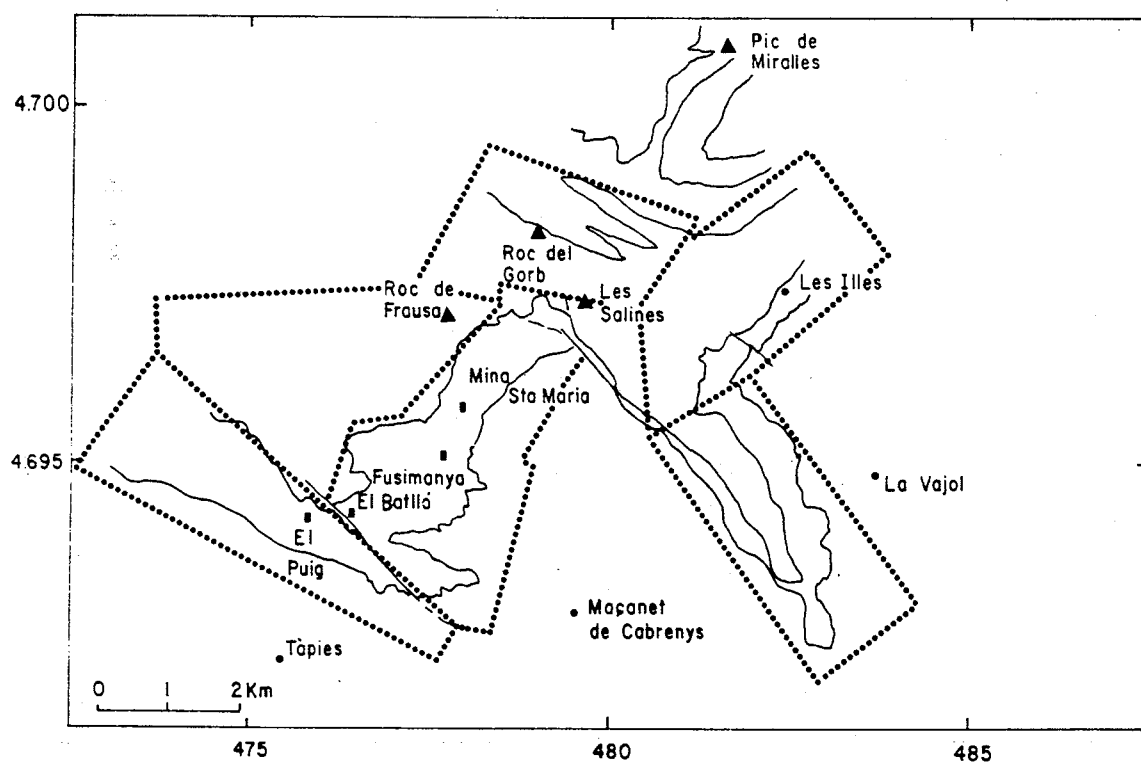 Pic de
Miralles
4.700
Roc del
Gorb
Les Illes
Roc de
Frausa
Les
Salines
Mina
Sta Maria
4.695
Fusimanya
El Batlló
La Vajol
El
Puig
Maçanet
de Cabrenys
Tàpies
0 1 2 Km
475 480 485